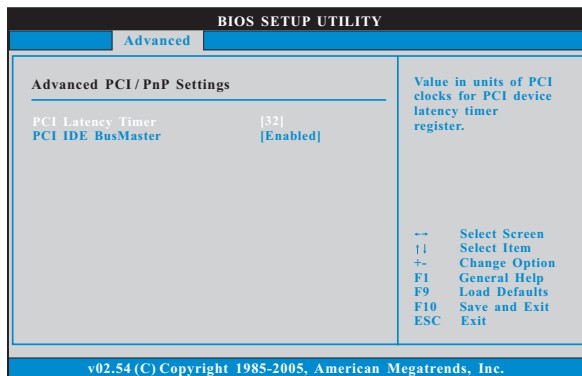 BIOS SETUP UTILITY
Advanced
Advanced PCI / PnP Settings
PCI Latency Timer [32]
PCI IDE BusMaster [Enabled]
Value in units of PCI
clocks for PCI device
latency timer
register.
←→ Select Screen
↑↓ Select Item
+- Change Option
F1 General Help
F9 Load Defaults
F10 Save and Exit
ESC Exit
v02.54 (C) Copyright 1985-2005, American Megatrends, Inc.